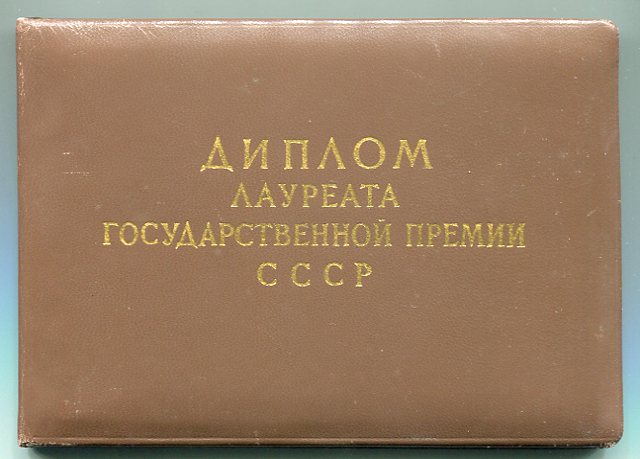 ДИПЛОМ
ЛАУРЕАТА
ГОСУДАРСТВЕННОЙ ПРЕМИИ
СССР